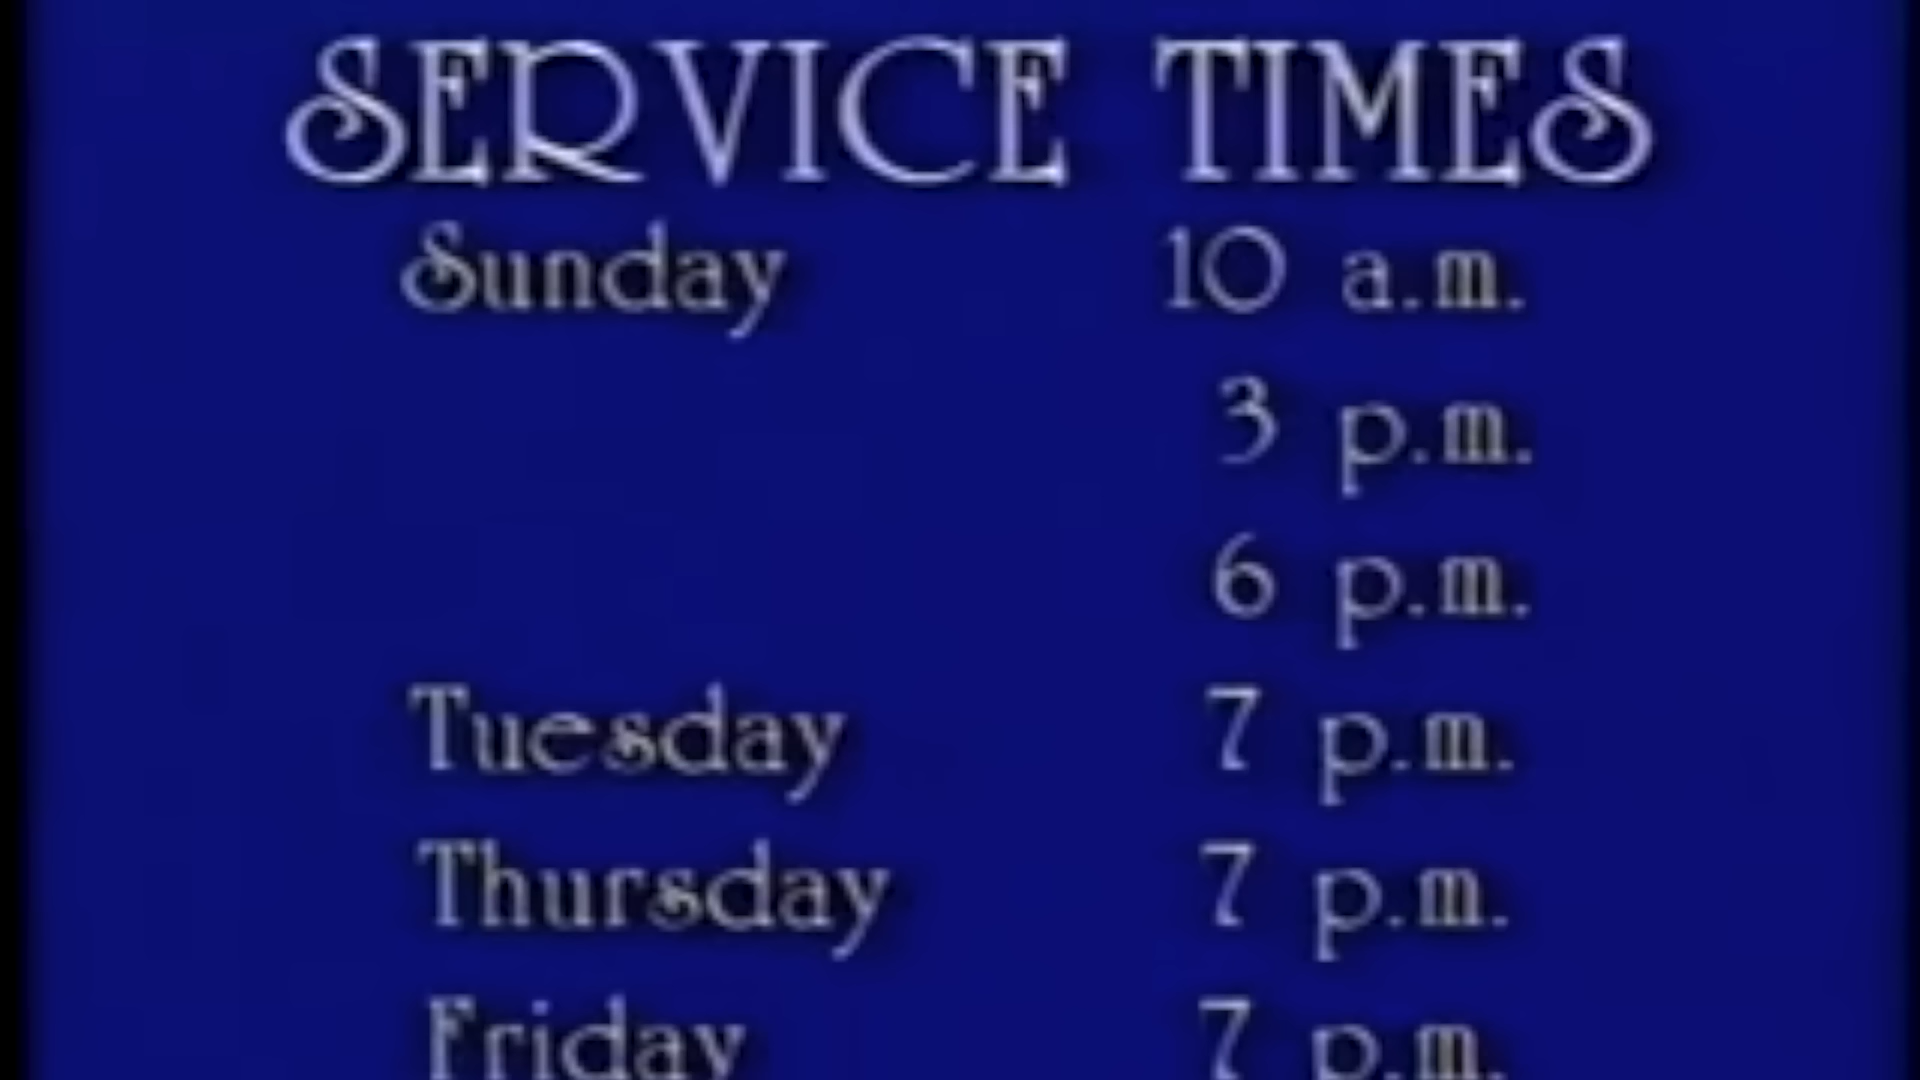 SERVICE TIMES
Sunday 10 a.m.
3 p.m.
6 p.m.
Tuesday 7 p.m.
Thursday 7 p.m.
Friday 7 p.m.